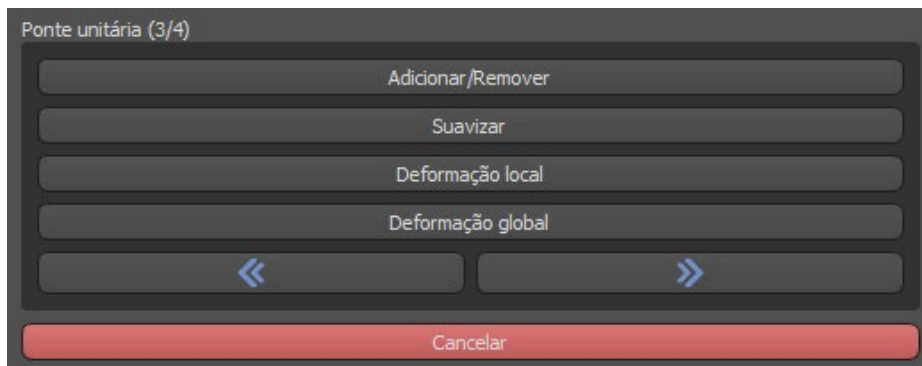 Ponte unitária (3/4)
Adicionar/Remover
Suavizar
Deformação local
Deformação global
Cancelar